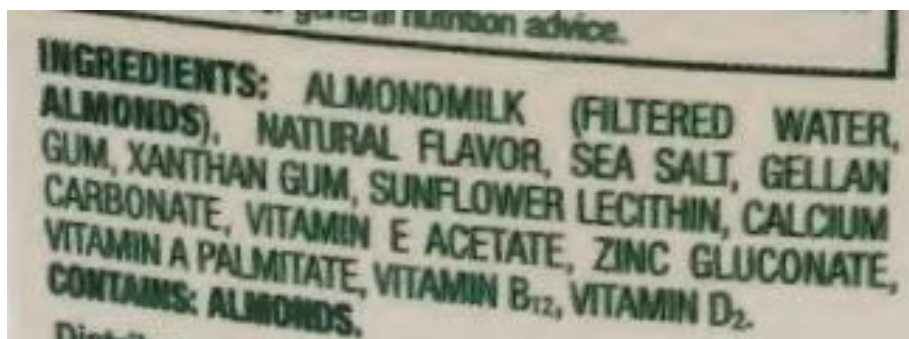 general nutrition advice.
INGREDIENTS: ALMONDMILK (FILTERED WATER,
ALMONDS), NATURAL FLAVOR, SEA SALT, GELLAN
GUM, XANTHAN GUM, SUNFLOWER LECITHIN, CALCIUM
CARBONATE, VITAMIN E ACETATE, ZINC GLUCONATE,
VITAMIN A PALMITATE, VITAMIN B₁₂, VITAMIN D₂.
CONTAINS: ALMONDS.